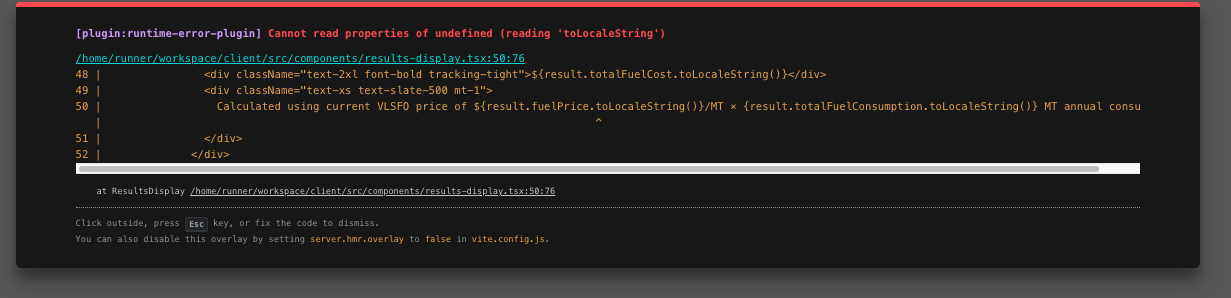 [plugin:runtime-error-plugin] Cannot read properties of undefined (reading 'toLocaleString')
/home/runner/workspace/client/src/components/results-display.tsx:50:76
48 |                <div className="text-2xl font-bold tracking-tight">${result.totalFuelCost.toLocaleString()}</div>
49 |                <div className="text-xs text-slate-500 mt-1">
50 |                  Calculated using current VLSFO price of ${result.fuelPrice.toLocaleString()}/MT × {result.totalFuelConsumption.toLocaleString()} MT annual consu
   |                                                                              ^
51 |                </div>
52 |              </div>
at ResultsDisplay /home/runner/workspace/client/src/components/results-display.tsx:50:76
Click outside, press Esc key, or fix the code to dismiss.
You can also disable this overlay by setting server.hmr.overlay to false in vite.config.js.